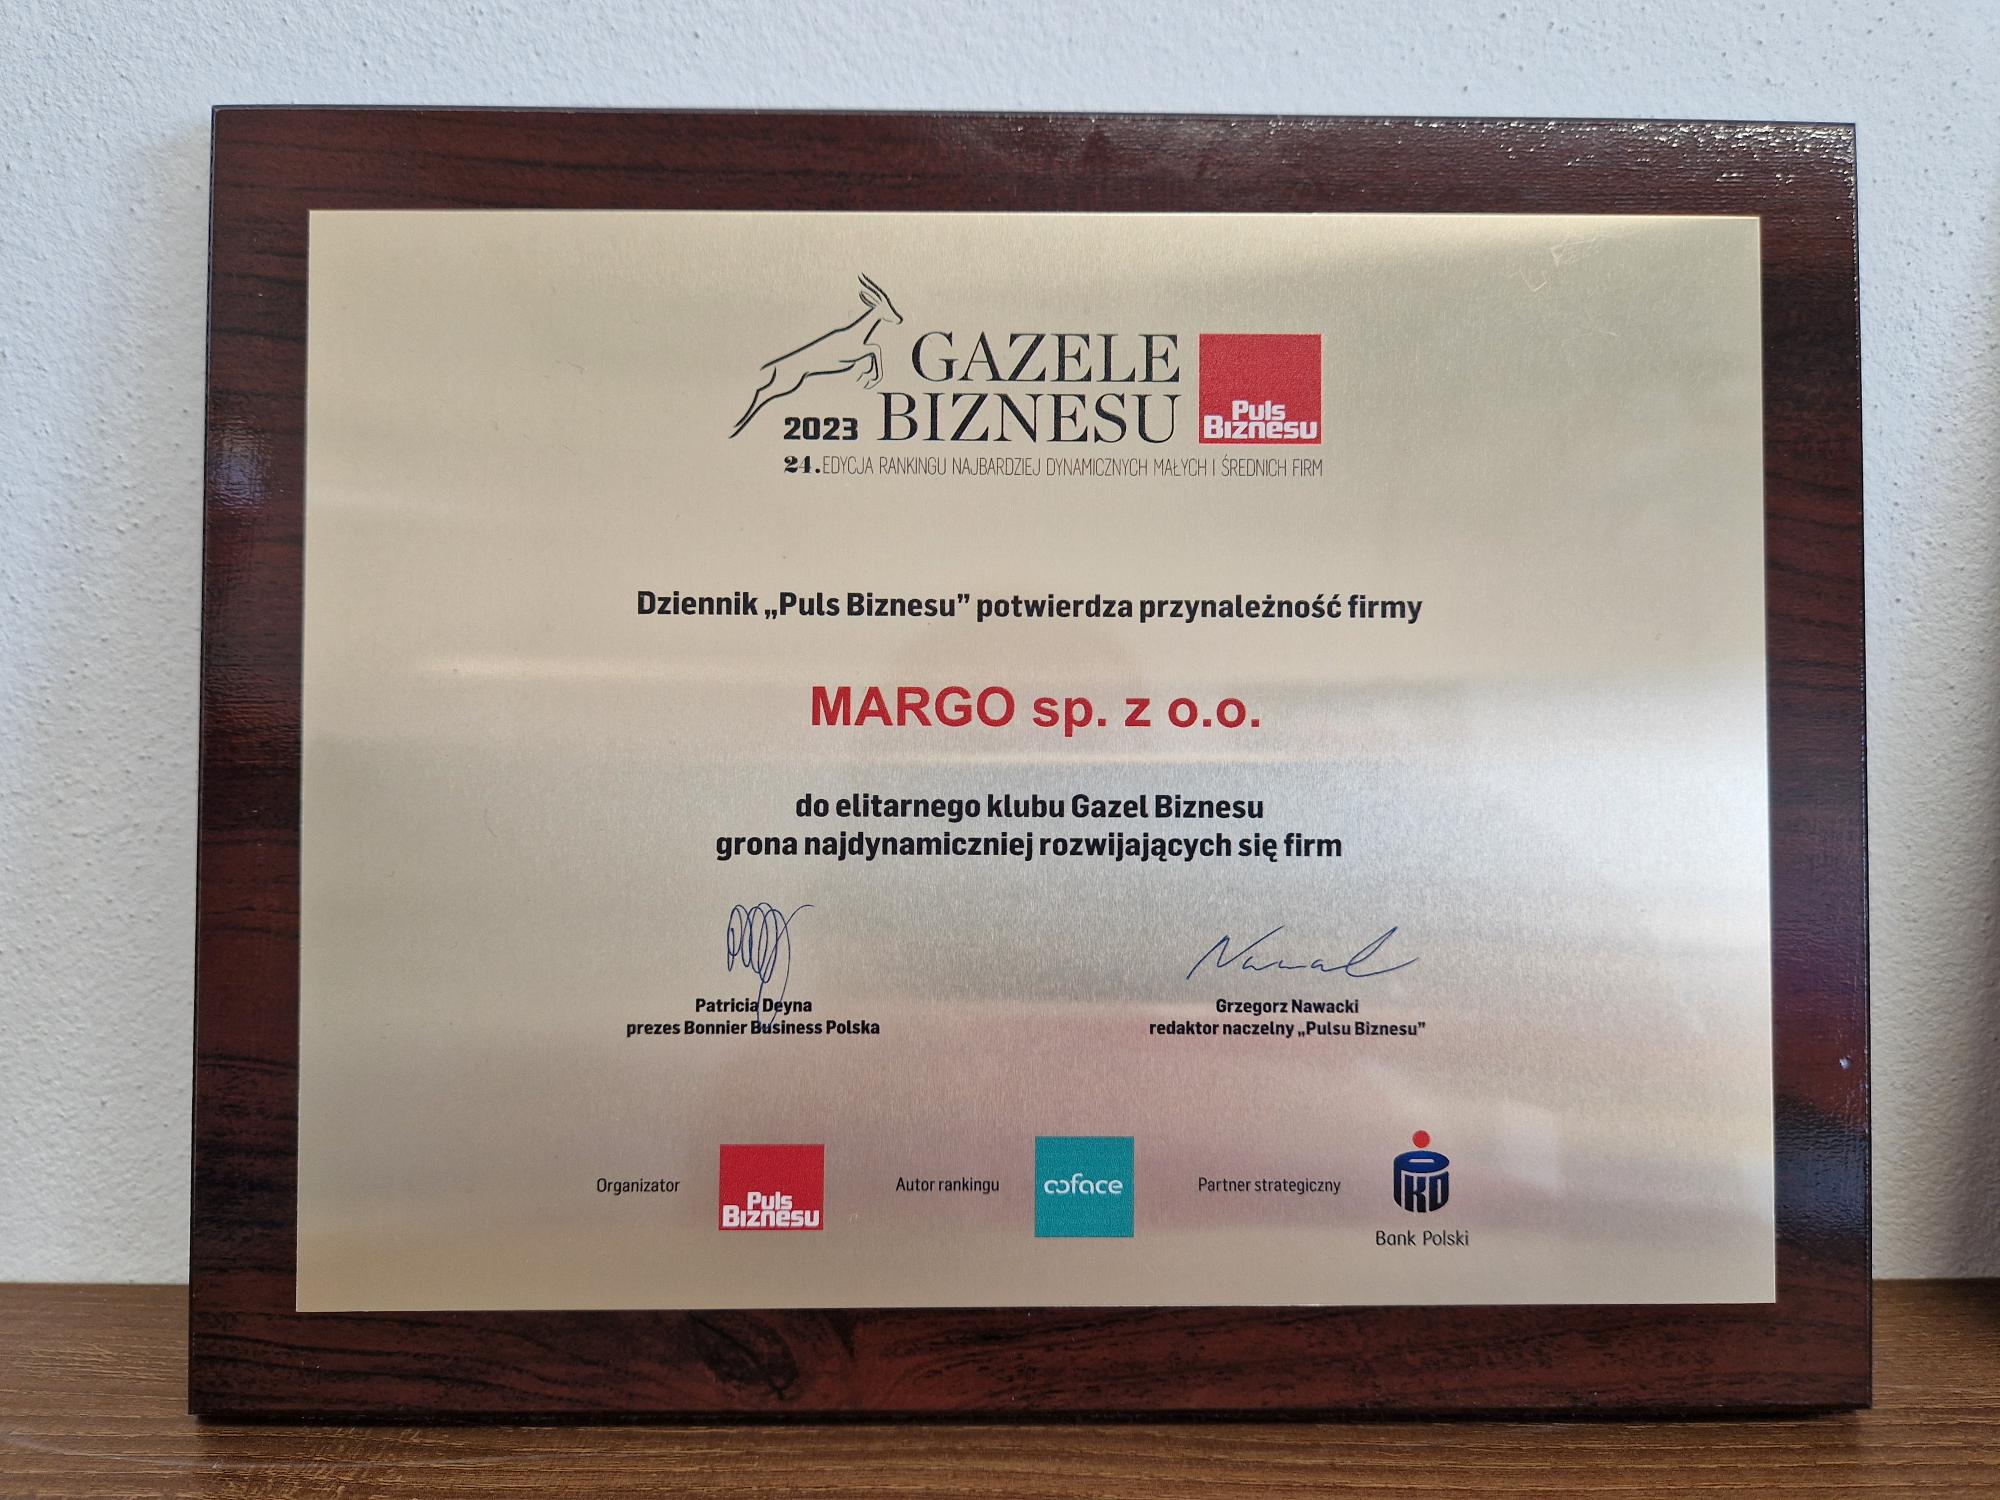 GAZELE
2023 BIZNESU
Puls
Biznesu
24. EDYCJA RANKINGU NAJBARDZIEJ DYNAMICZNYCH MAŁYCH I ŚREDNICH FIRM
Dziennik „Puls Biznesu” potwierdza przynależność firmy
MARGO sp. z o.o.
do elitarnego klubu Gazel Biznesu
grona najdynamiczniej rozwijających się firm
Patricia Deyna
prezes Bonnier Business Polska
Grzegorz Nawacki
redaktor naczelny „Pulsu Biznesu”
Organizator
Puls
Biznesu
Autor rankingu
coface
Partner strategiczny
PKO
Bank Polski